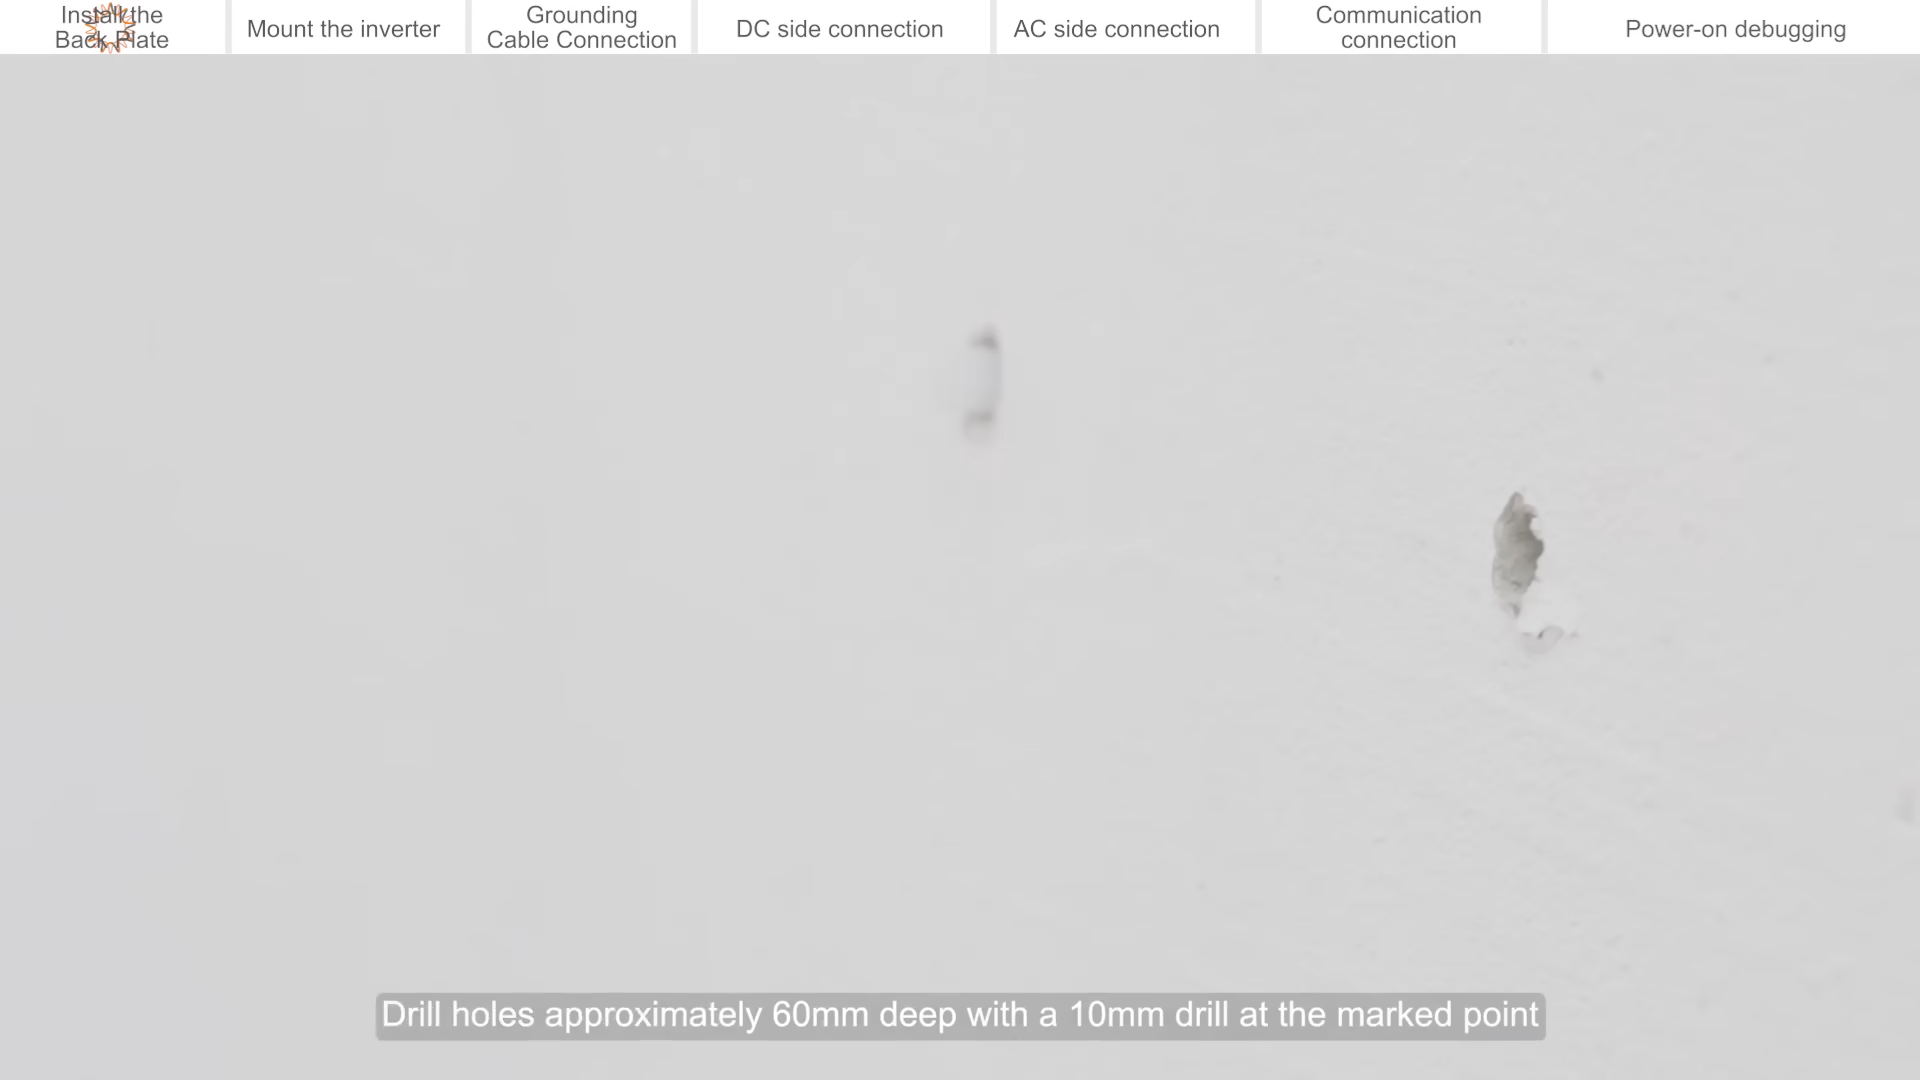 Install the
Back Plate
Mount the inverter
Grounding
Cable Connection
DC side connection
AC side connection
Communication
connection
Power-on debugging
Drill holes approximately 60mm deep with a 10mm drill at the marked point